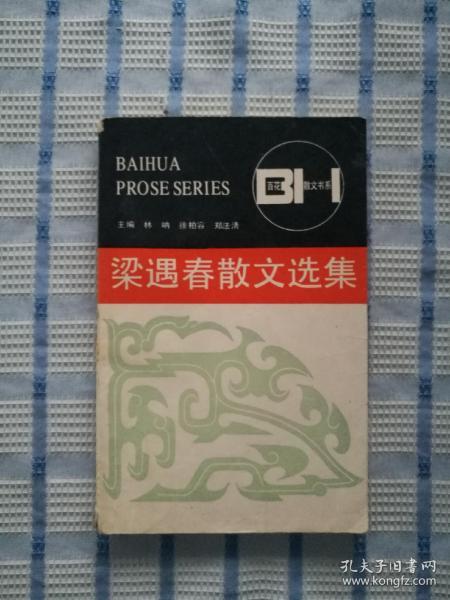 BAIHUA
PROSE SERIES
百花 BH 散文书系
主编 林呐 徐柏容 郑法清
梁遇春散文选集
孔夫子旧书网
www.kongfz.com